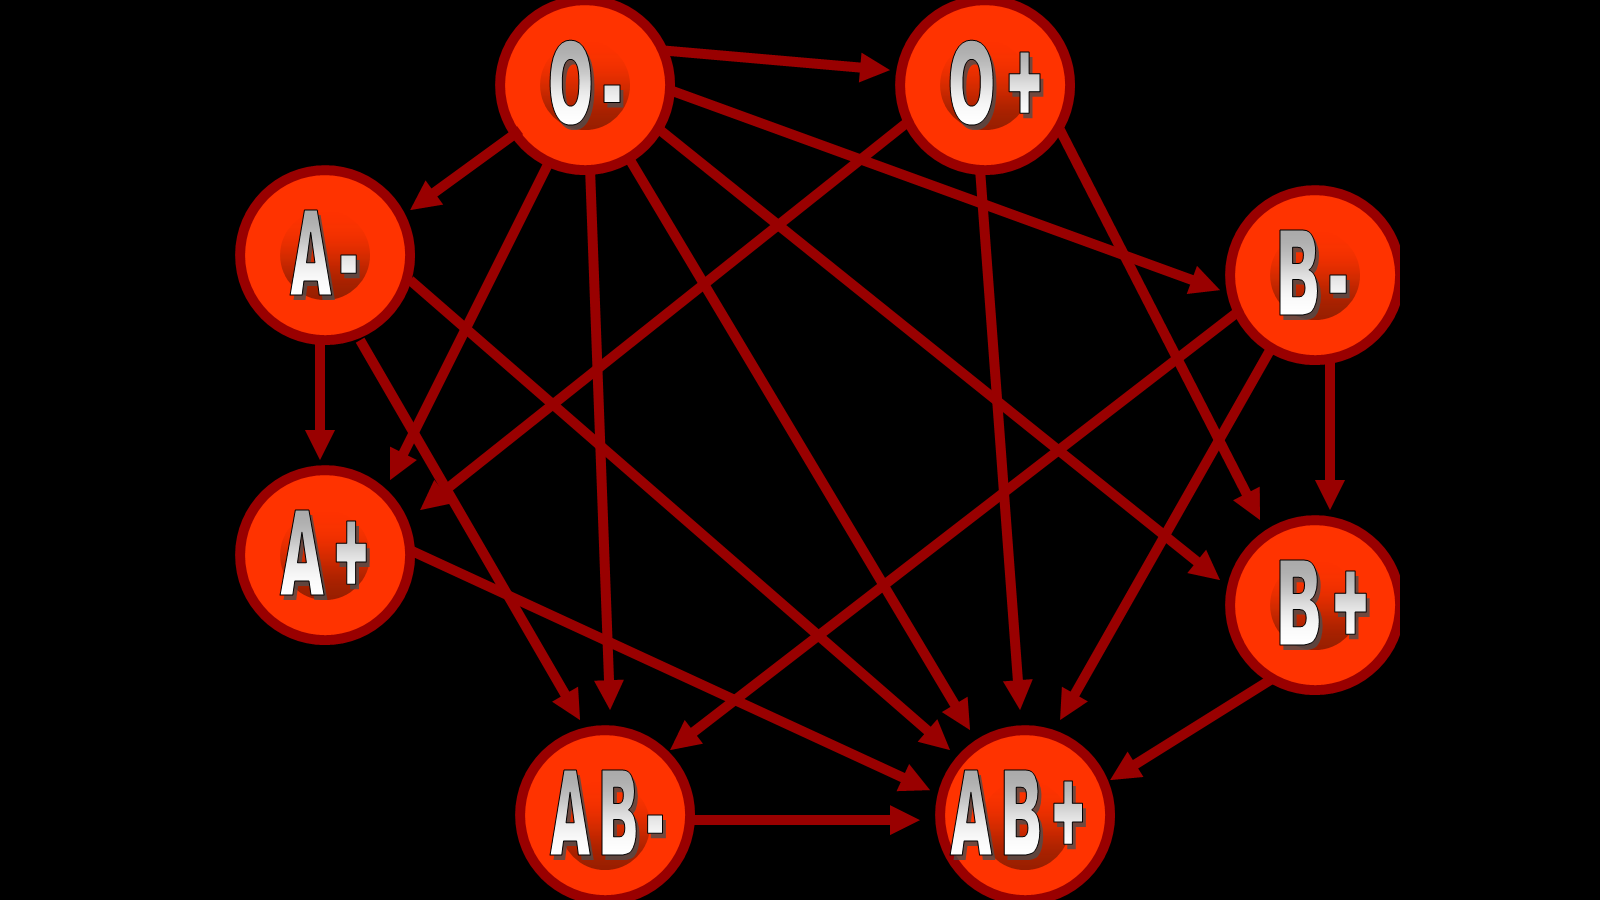 O-
O+
A-
B-
A+
B+
AB-
AB+